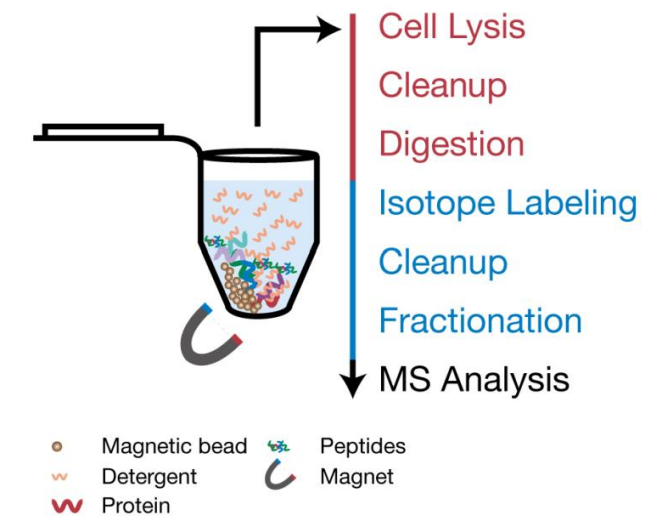 Cell Lysis
Cleanup
Digestion
Isotope Labeling
Cleanup
Fractionation
MS Analysis
Magnetic bead
Peptides
Detergent
Magnet
Protein